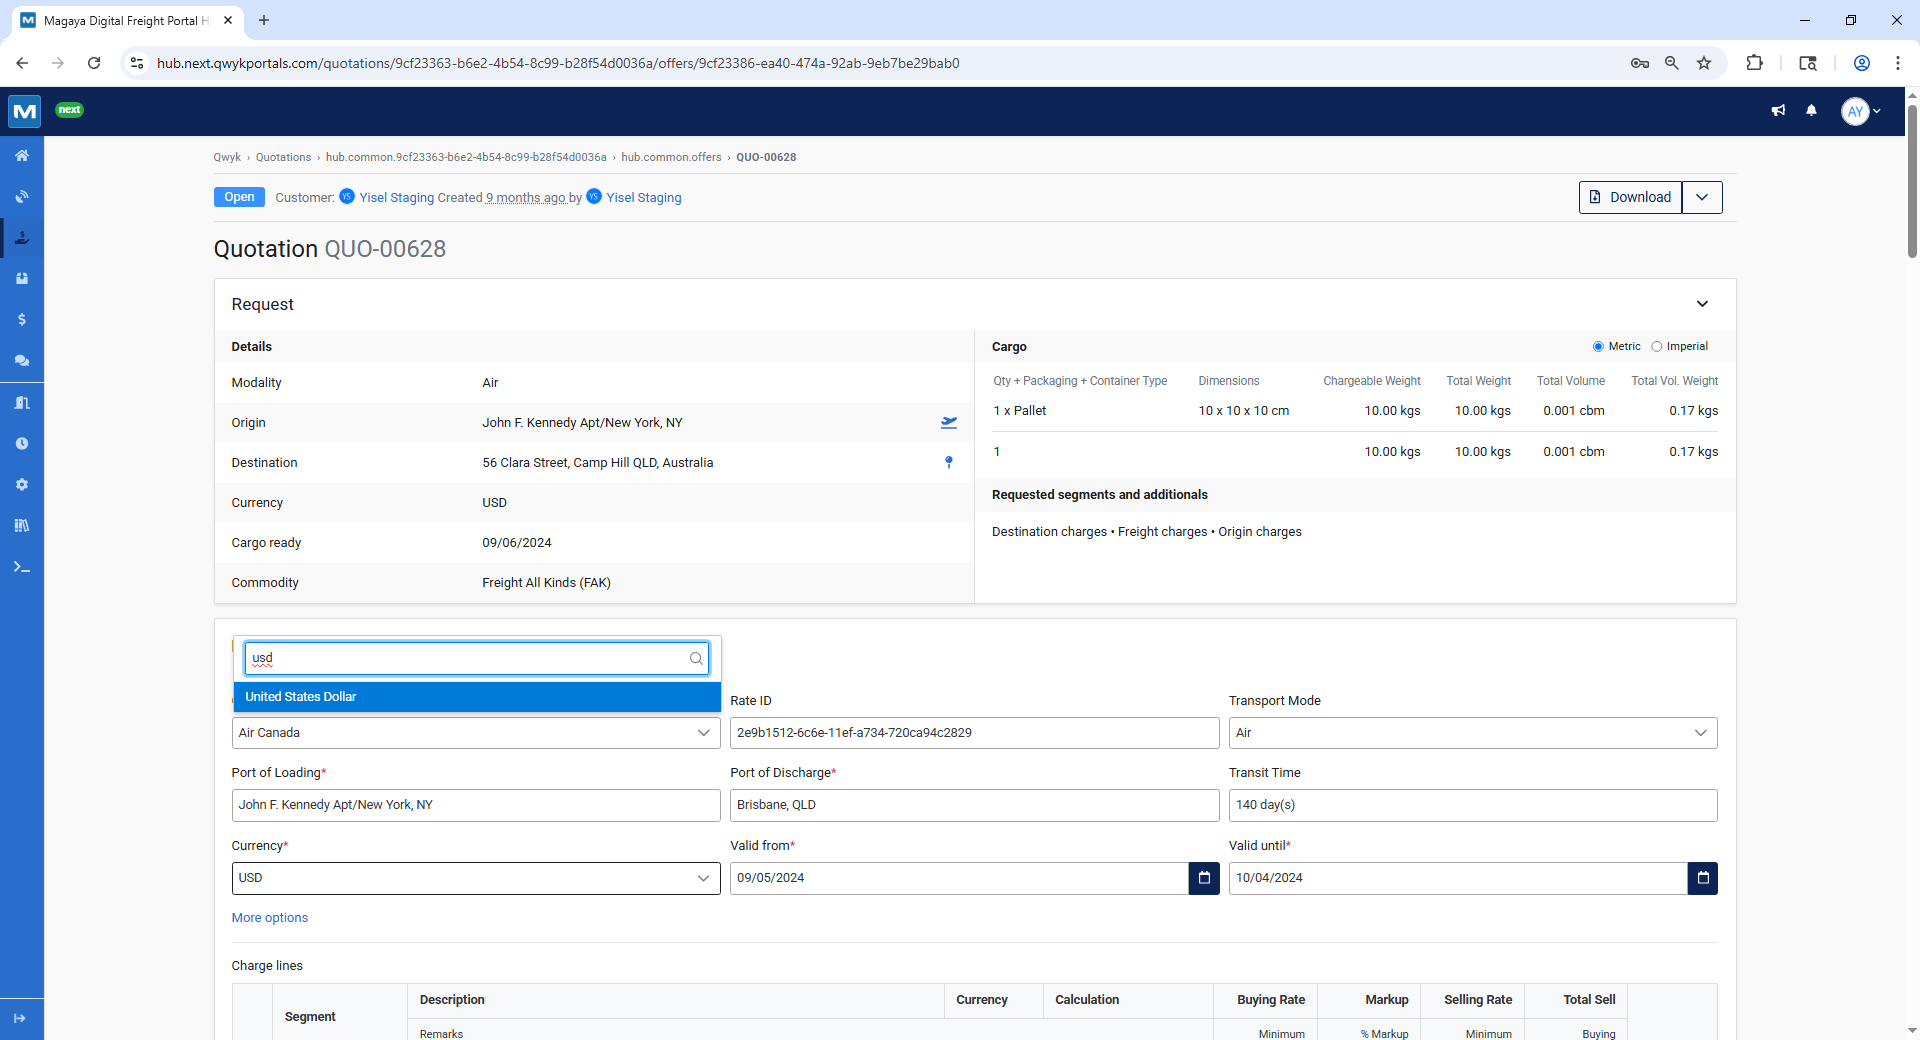 Magaya Digital Freight Portal H
hub.next.qwykportals.com/quotations/9cf23363-b6e2-4b54-8c99-b28f54d0036a/offers/9cf23386-ea40-474a-92ab-9eb7be29bab0
M next AY
Qwyk › Quotations › hub.common.9cf23363-b6e2-4b54-8c99-b28f54d0036a › hub.common.offers › QUO-00628
Open Customer: YS Yisel Staging Created 9 months ago by YS Yisel Staging Download
Quotation QUO-00628
Request
Details
Modality Air
Origin John F. Kennedy Apt/New York, NY
Destination 56 Clara Street, Camp Hill QLD, Australia
Currency USD
Cargo ready 09/06/2024
Commodity Freight All Kinds (FAK)
Cargo Metric Imperial
Qty + Packaging + Container Type Dimensions Chargeable Weight Total Weight Total Volume Total Vol. Weight
1 x Pallet 10 x 10 x 10 cm 10.00 kgs 10.00 kgs 0.001 cbm 0.17 kgs
1 10.00 kgs 10.00 kgs 0.001 cbm 0.17 kgs
Requested segments and additionals
Destination charges • Freight charges • Origin charges
usd
United States Dollar
Rate ID Transport Mode
Air Canada 2e9b1512-6c6e-11ef-a734-720ca94c2829 Air
Port of Loading* Port of Discharge* Transit Time
John F. Kennedy Apt/New York, NY Brisbane, QLD 140 day(s)
Currency* Valid from* Valid until*
USD 09/05/2024 10/04/2024
More options
Charge lines
Segment Description Currency Calculation Buying Rate Markup Selling Rate Total Sell
Remarks Minimum % Markup Minimum Buying